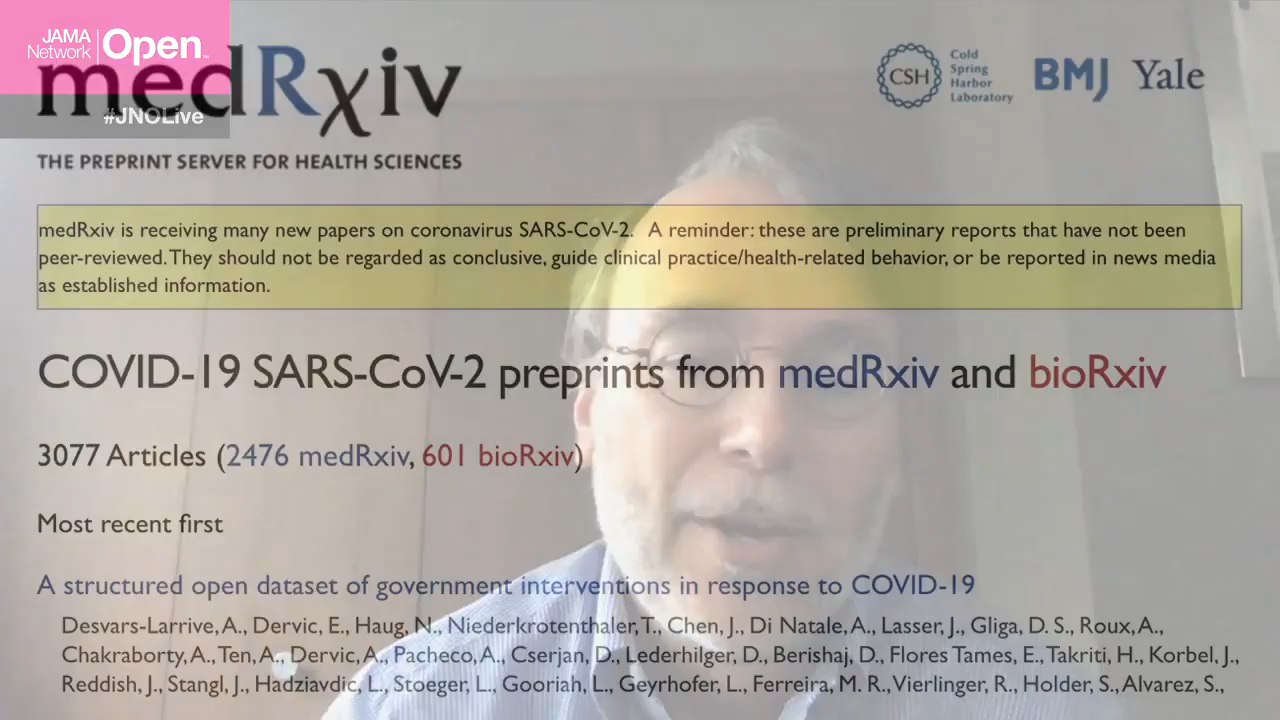 JAMA
Network
Open
#JNOLive
medRxiv
THE PREPRINT SERVER FOR HEALTH SCIENCES
CSH
Cold
Spring
Harbor
Laboratory
BMJ
Yale
medRxiv is receiving many new papers on coronavirus SARS-CoV-2. A reminder: these are preliminary reports that have not been
peer-reviewed. They should not be regarded as conclusive, guide clinical practice/health-related behavior, or be reported in news media
as established information.
COVID-19 SARS-CoV-2 preprints from medRxiv and bioRxiv
3077 Articles (2476 medRxiv, 601 bioRxiv)
Most recent first
A structured open dataset of government interventions in response to COVID-19
Desvars-Larrive, A., Dervic, E., Haug, N., Niederkrotenthaler, T., Chen, J., Di Natale, A., Lasser, J., Gliga, D. S., Roux, A.,
Chakraborty, A., Ten, A., Dervic, A., Pacheco, A., Cserjan, D., Lederhilger, D., Berishaj, D., Flores Tames, E., Takriti, H., Korbel, J.,
Reddish, J., Stangl, J., Hadziavdic, L., Stoeger, L., Gooriah, L., Geyrhofer, L., Ferreira, M. R., Vierlinger, R., Holder, S., Alvarez, S.,